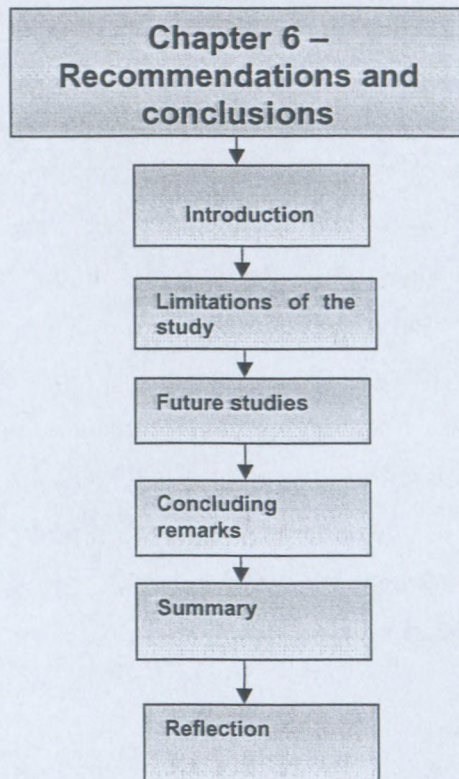 Chapter 6 –
Recommendations and
conclusions
Introduction
Limitations of the
study
Future studies
Concluding
remarks
Summary
Reflection